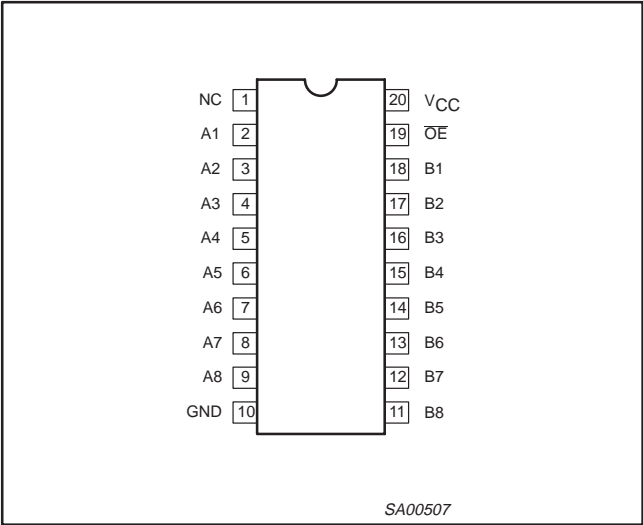 NC 1 20 VCC
A1 2 19 OE
A2 3 18 B1
A3 4 17 B2
A4 5 16 B3
A5 6 15 B4
A6 7 14 B5
A7 8 13 B6
A8 9 12 B7
GND 10 11 B8
SA00507